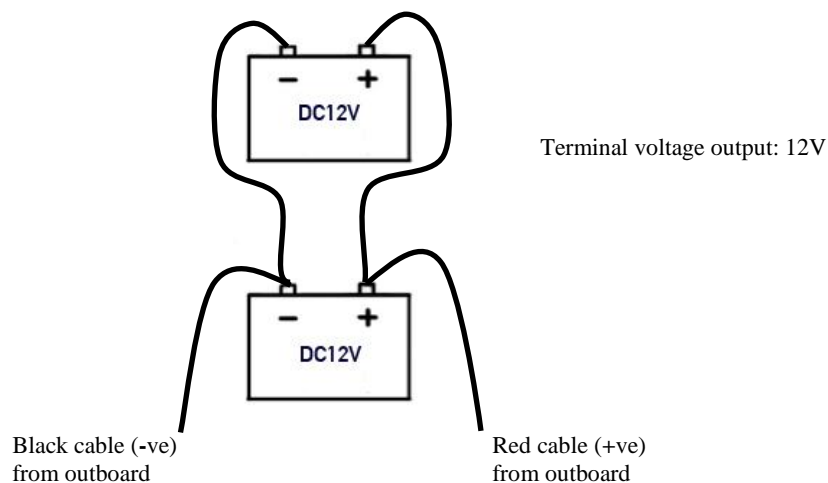 − +
DC12V
Terminal voltage output: 12V
− +
DC12V
Black cable (-ve)
from outboard
Red cable (+ve)
from outboard